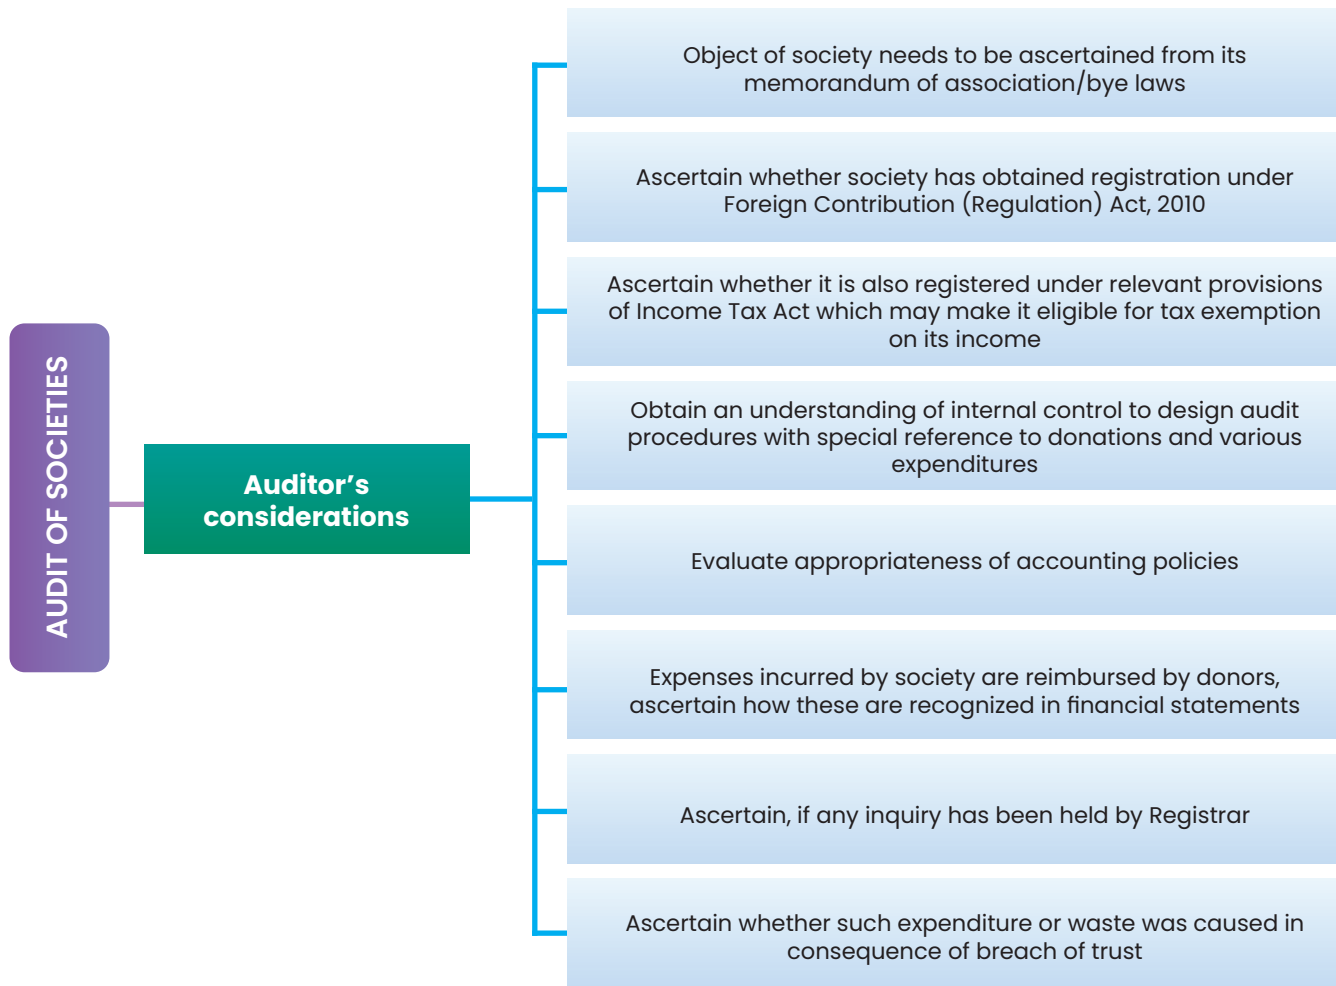 AUDIT OF SOCIETIES
Auditor’s
considerations
Object of society needs to be ascertained from its
memorandum of association/bye laws
Ascertain whether society has obtained registration under
Foreign Contribution (Regulation) Act, 2010
Ascertain whether it is also registered under relevant provisions
of Income Tax Act which may make it eligible for tax exemption
on its income
Obtain an understanding of internal control to design audit
procedures with special reference to donations and various
expenditures
Evaluate appropriateness of accounting policies
Expenses incurred by society are reimbursed by donors,
ascertain how these are recognized in financial statements
Ascertain, if any inquiry has been held by Registrar
Ascertain whether such expenditure or waste was caused in
consequence of breach of trust